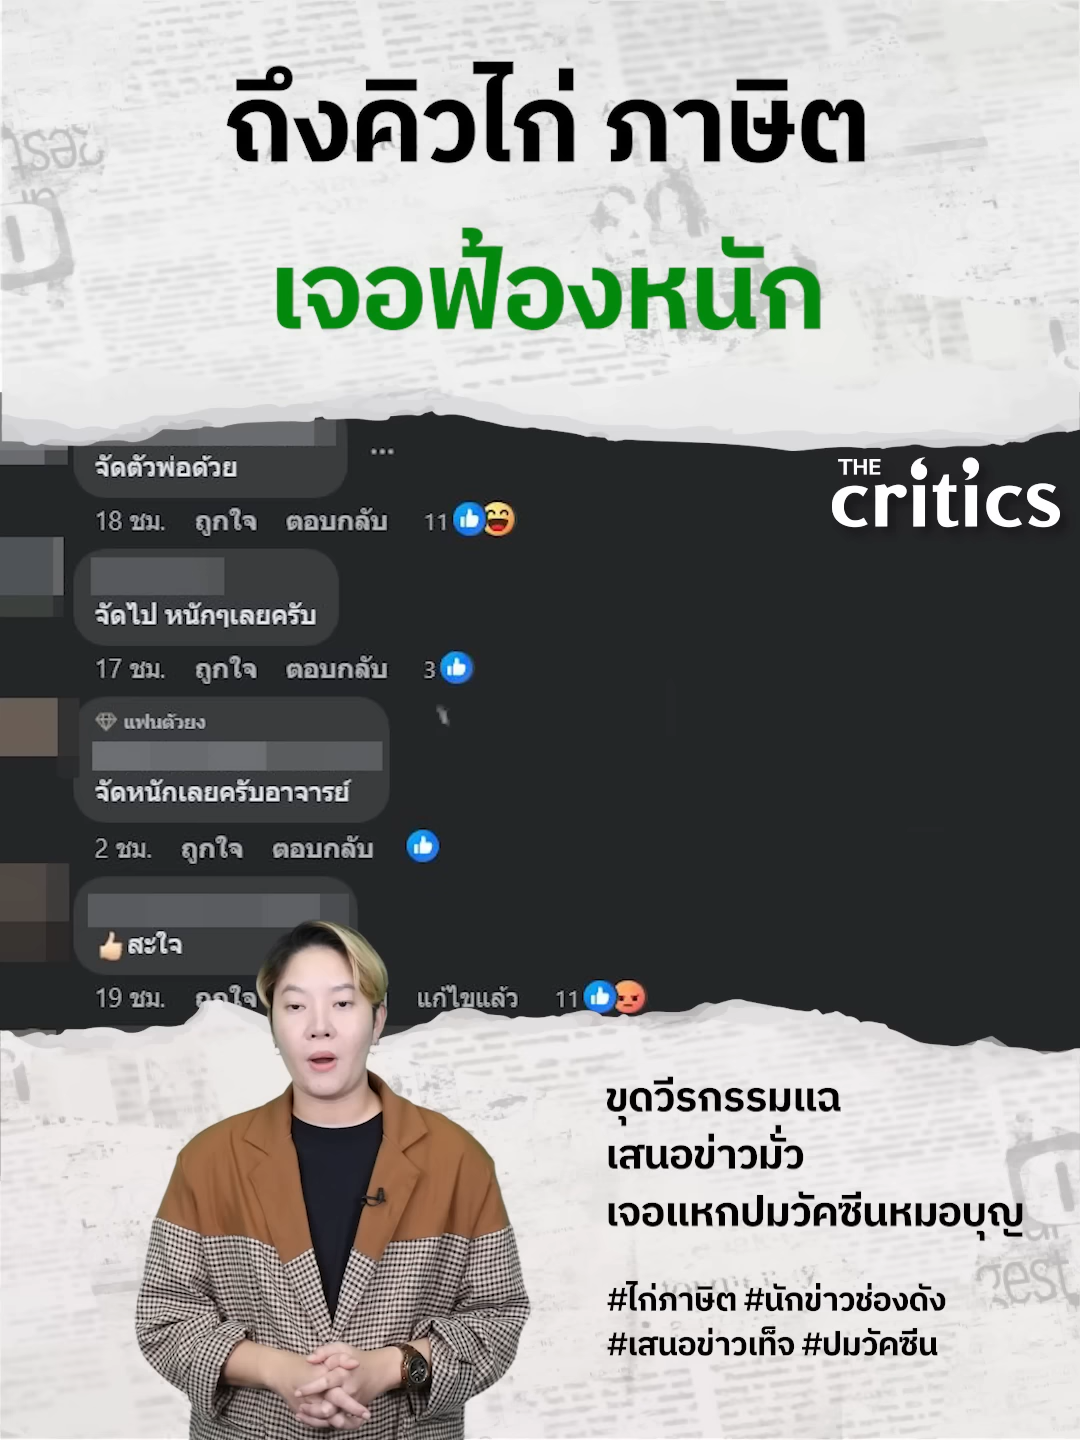 ถึงคิวไก่ ภาษิต
เจอฟ้องหนัก
THE
critics
จัดตัวพ่อด้วย
18 ชม. ถูกใจ ตอบกลับ 11
จัดไป หนักๆเลยครับ
17 ชม. ถูกใจ ตอบกลับ 3
แฟนตัวยง
จัดหนักเลยครับอาจารย์
2 ชม. ถูกใจ ตอบกลับ
👍สะใจ
19 ชม. ถูกใจ แก้ไขแล้ว 11
ขุดวีรกรรมแฉ
เสนอข่าวมั่ว
เจอแหกปมวัคซีนหมอบุญ
#ไก่ภาษิต #นักข่าวช่องดัง
#เสนอข่าวเท็จ #ปมวัคซีน